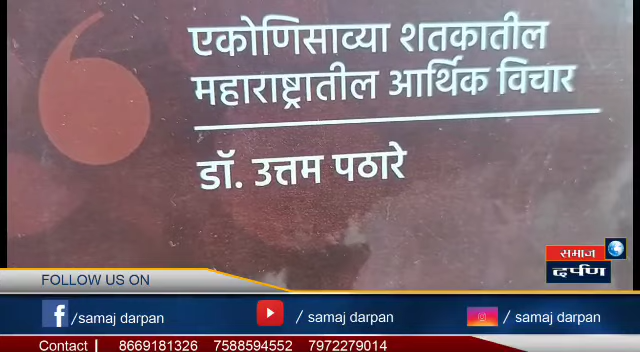 एकोणिसाव्या शतकातील
महाराष्ट्रातील आर्थिक विचार
डॉ. उत्तम पठारे
समाज
दर्पण
FOLLOW US ON
/samaj darpan
/ samaj darpan
/ samaj darpan
Contact | 8669181326 7588594552 7972279014